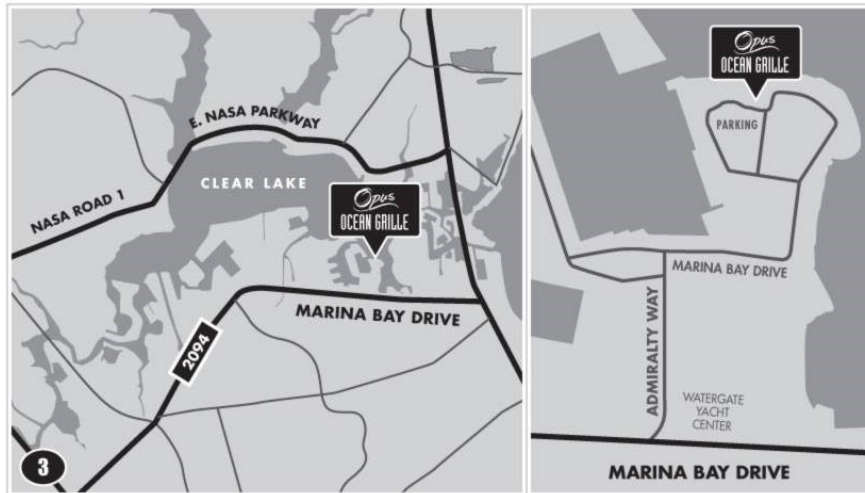 E. NASA PARKWAY
NASA ROAD 1
CLEAR LAKE
Opus
OCEAN GRILLE
MARINA BAY DRIVE
2094
3
Opus
OCEAN GRILLE
PARKING
MARINA BAY DRIVE
ADMIRALTY WAY
WATERGATE
YACHT
CENTER
MARINA BAY DRIVE